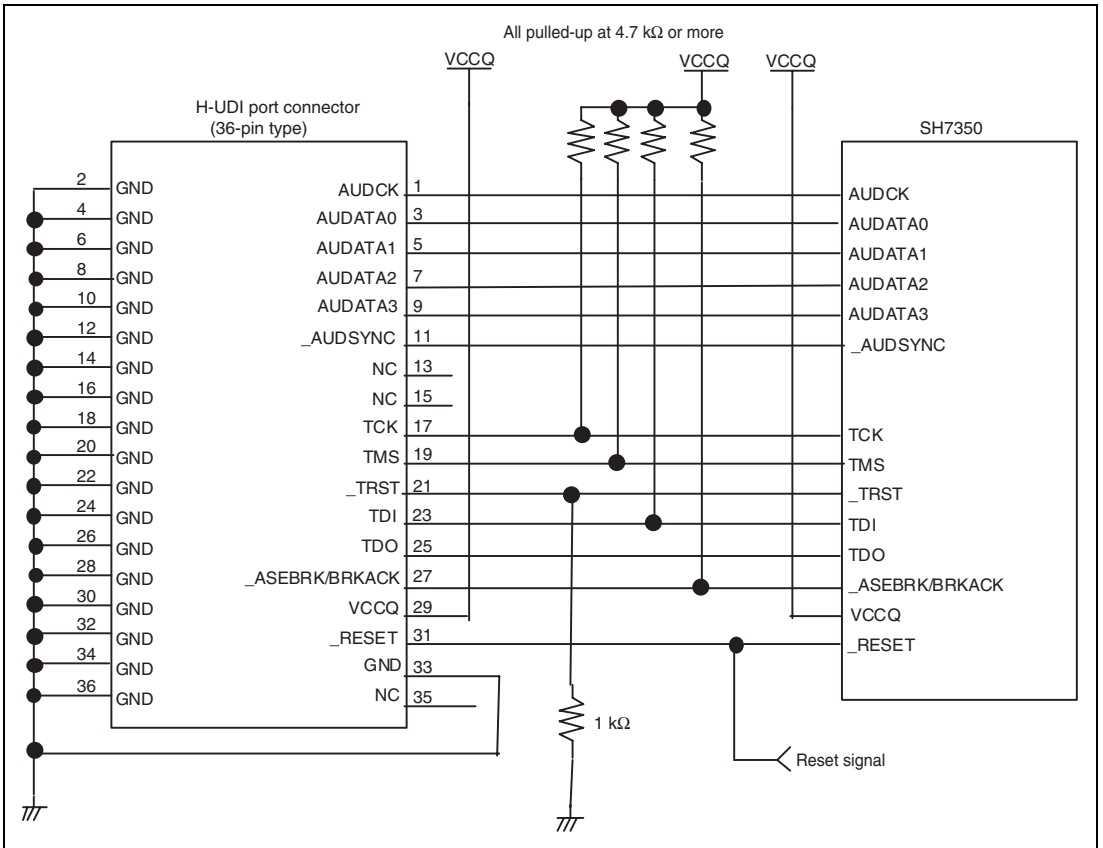 All pulled-up at 4.7 kΩ or more
VCCQ
VCCQ
VCCQ
H-UDI port connector
(36-pin type)
SH7350
2 GND
4 GND
6 GND
8 GND
10 GND
12 GND
14 GND
16 GND
18 GND
20 GND
22 GND
24 GND
26 GND
28 GND
30 GND
32 GND
34 GND
36 GND
AUDCK 1
AUDATA0 3
AUDATA1 5
AUDATA2 7
AUDATA3 9
_AUDSYNC 11
NC 13
NC 15
TCK 17
TMS 19
_TRST 21
TDI 23
TDO 25
_ASEBRK/BRKACK 27
VCCQ 29
_RESET 31
GND 33
NC 35
AUDCK
AUDATA0
AUDATA1
AUDATA2
AUDATA3
_AUDSYNC
TCK
TMS
_TRST
TDI
TDO
_ASEBRK/BRKACK
VCCQ
_RESET
1 kΩ
Reset signal